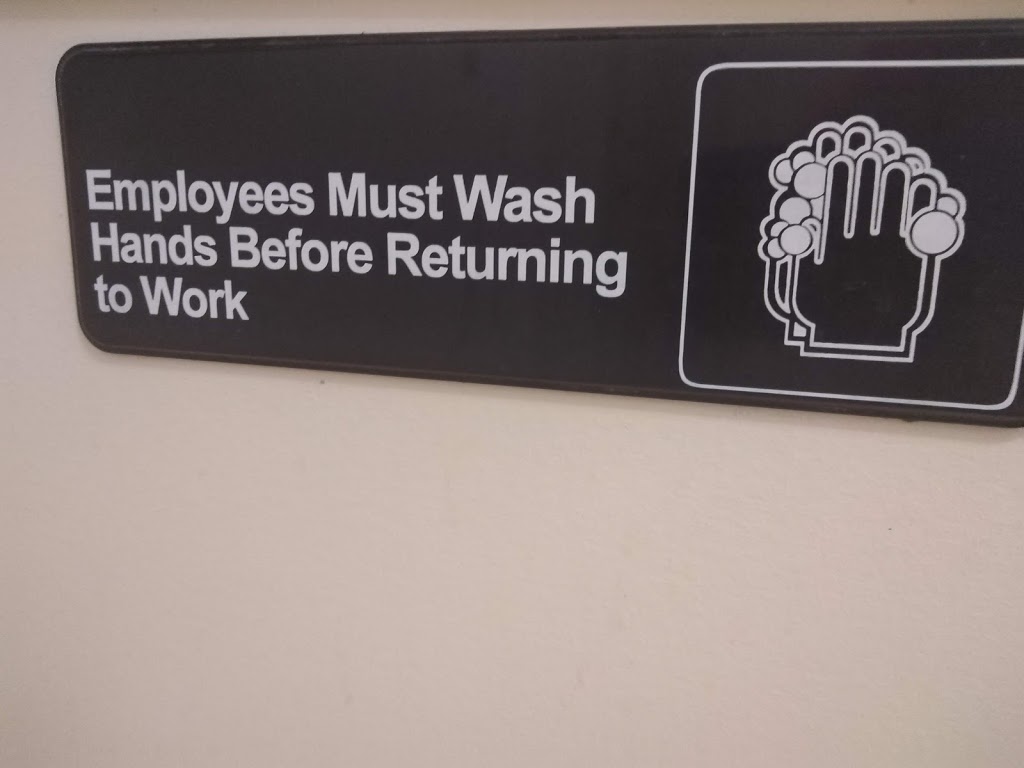 Employees Must Wash
Hands Before Returning
to Work